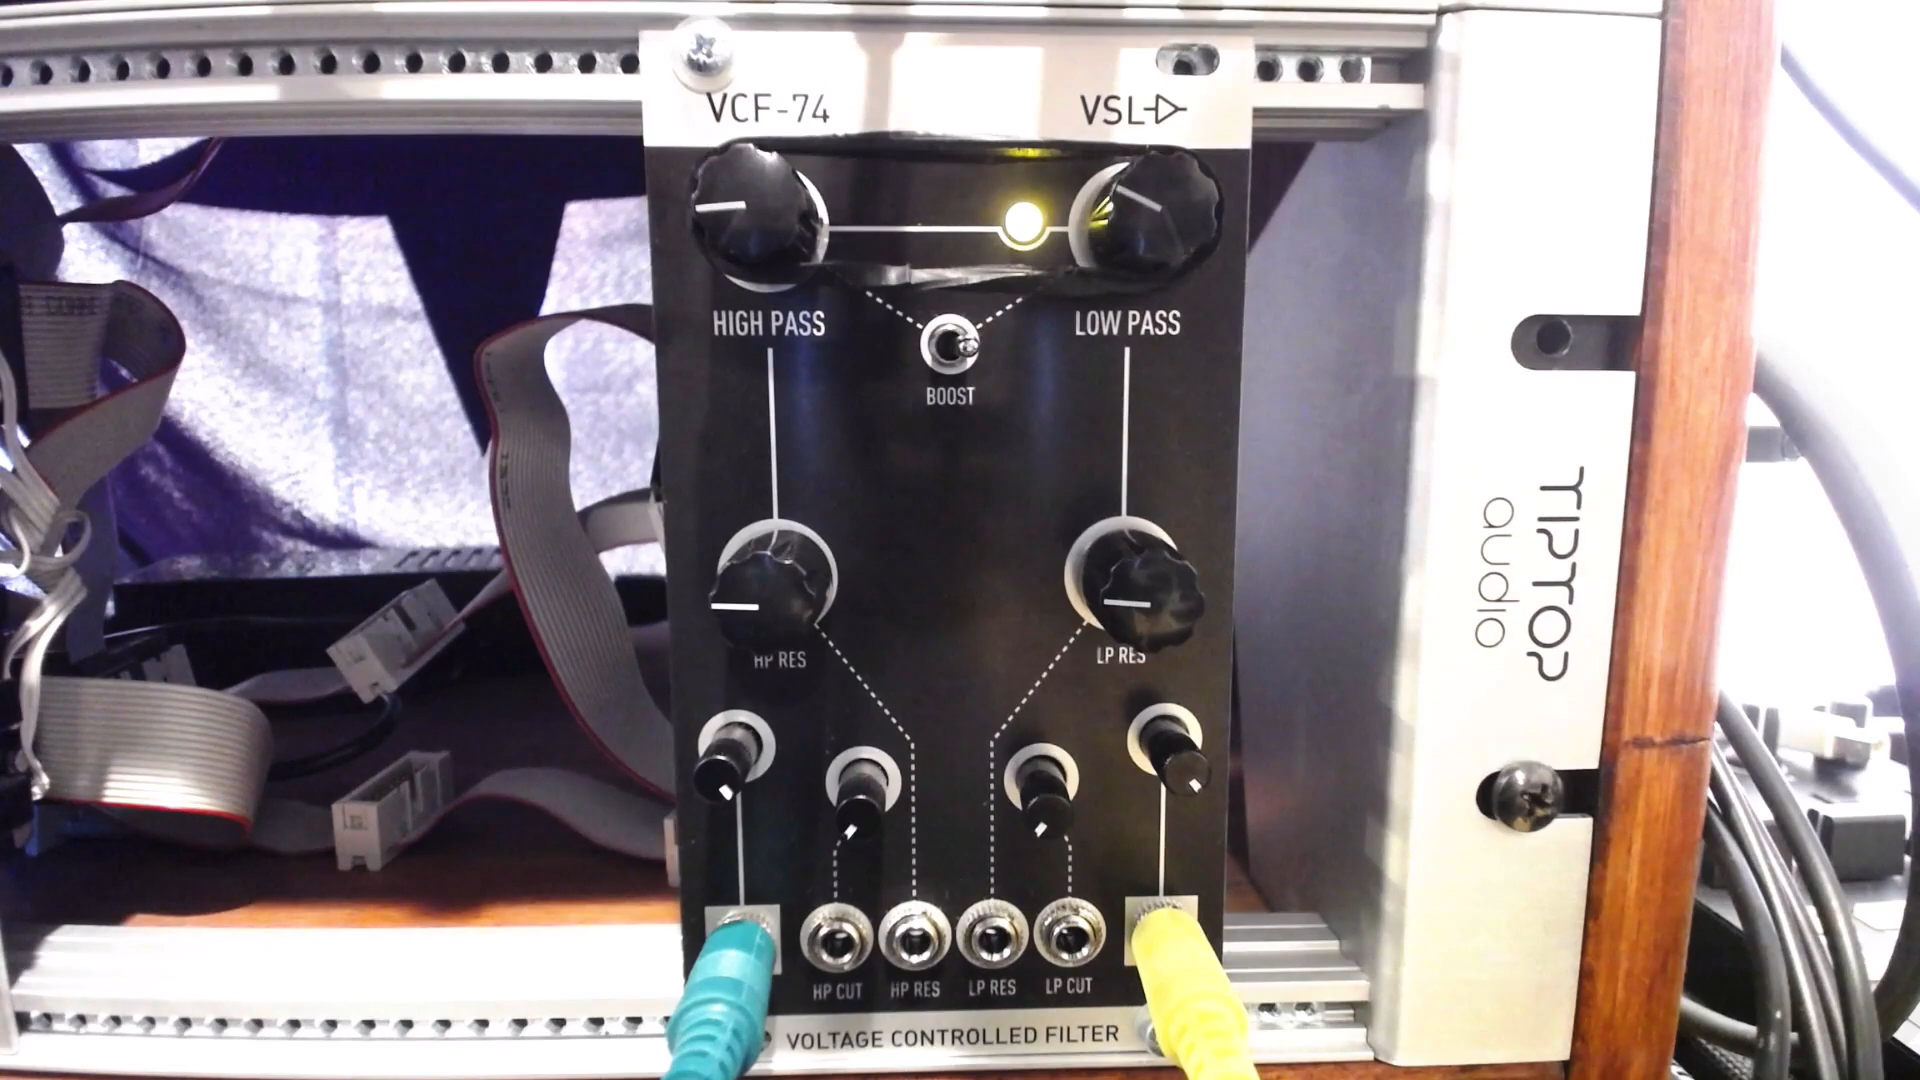 VCF-74
VSL
HIGH PASS
LOW PASS
BOOST
HP RES
LP RES
HP CUT
HP RES
LP RES
LP CUT
VOLTAGE CONTROLLED FILTER
TIPTOP
audio